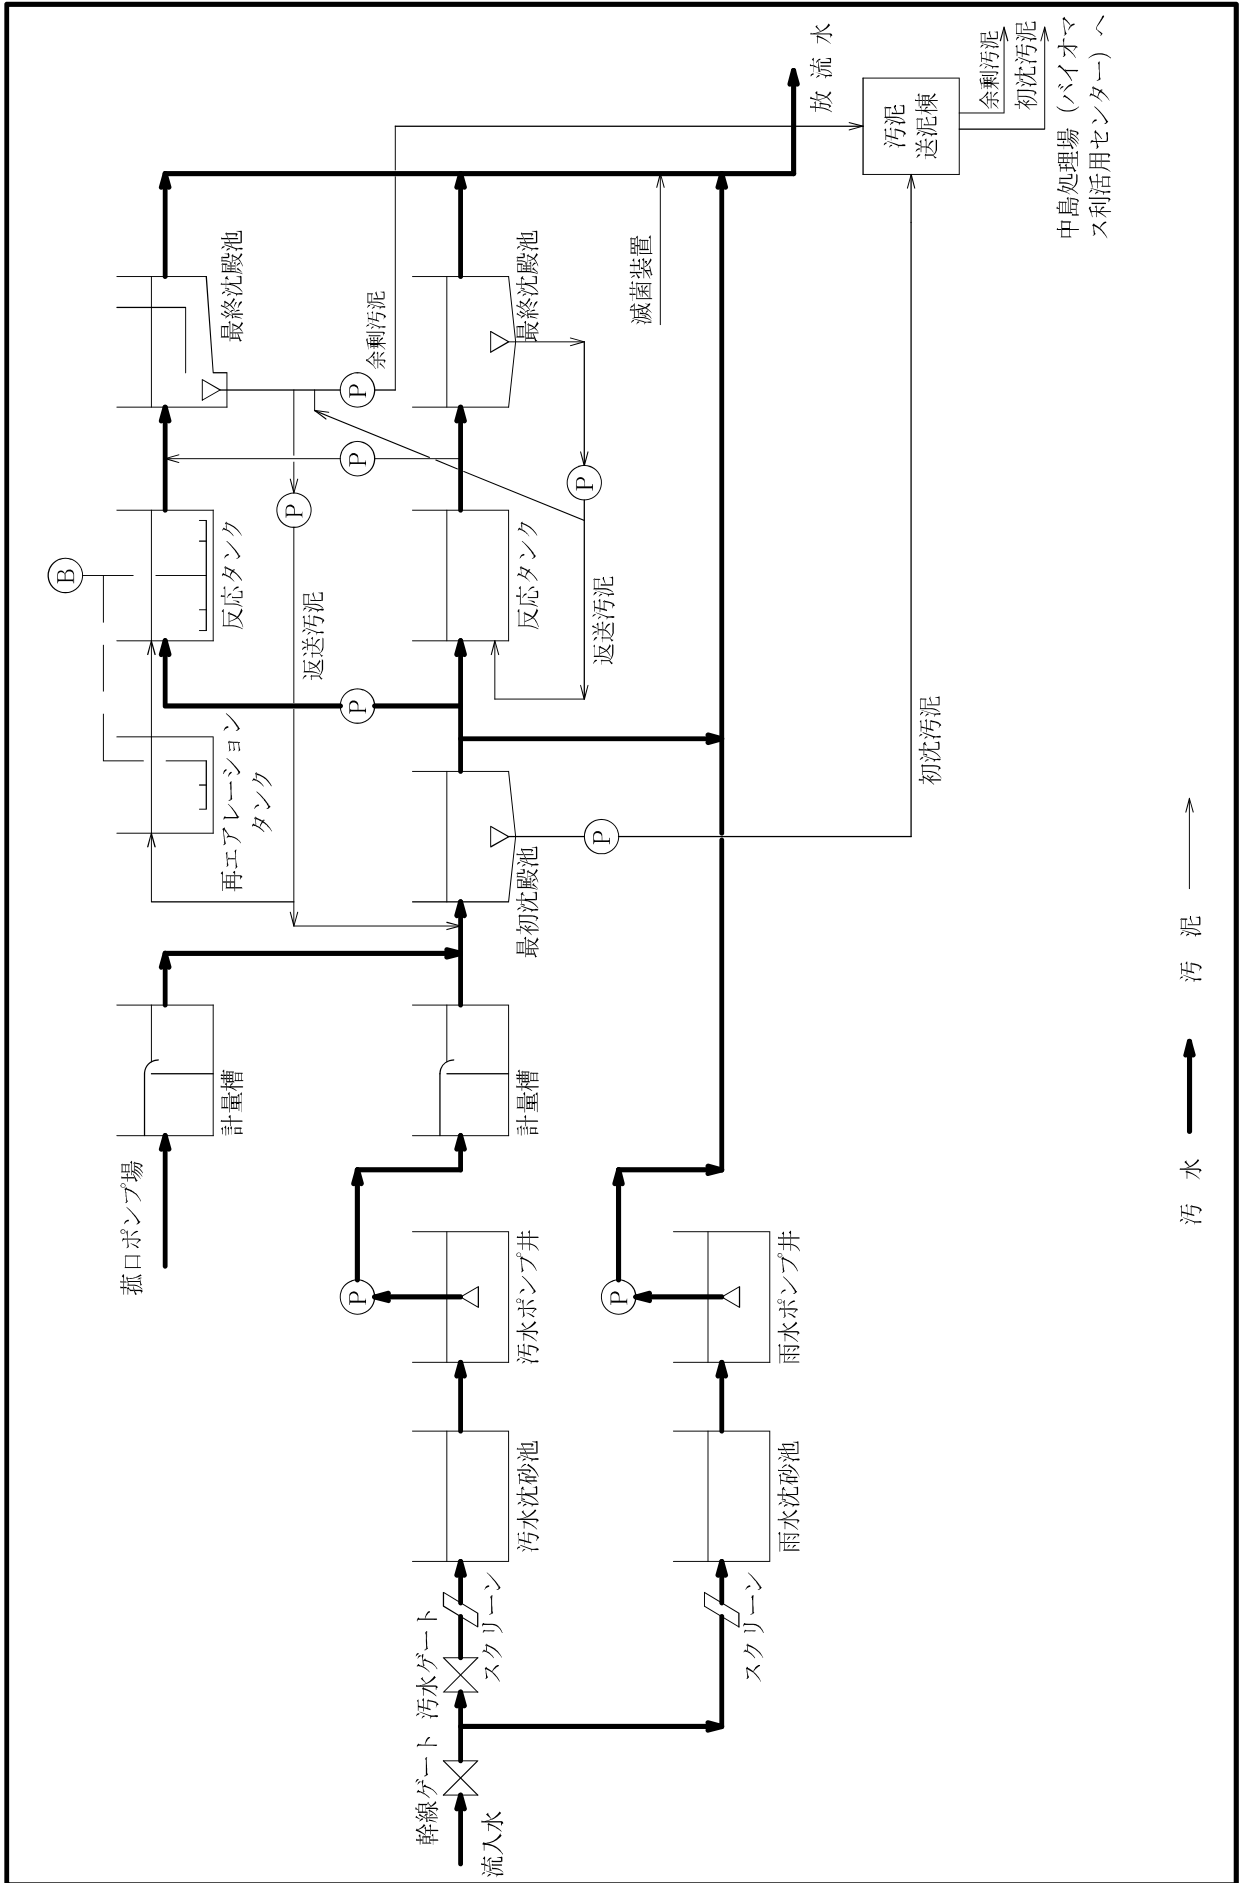 流入水
幹線ゲート
汚水ゲート
スクリーン
汚水沈砂池
汚水ポンプ井
P
計量槽
菰口ポンプ場
計量槽
最初沈殿池
P
再エアレーション
タンク
B
反応タンク
P
返送汚泥
P
反応タンク
返送汚泥
P
P
最終沈殿池
P
余剰汚泥
最終沈殿池
スクリーン
雨水沈砂池
雨水ポンプ井
P
初沈汚泥
滅菌装置
放流水
汚泥
送泥棟
余剰汚泥
初沈汚泥
中島処理場(バイオマ
ス利活用センター)へ
汚水
汚泥